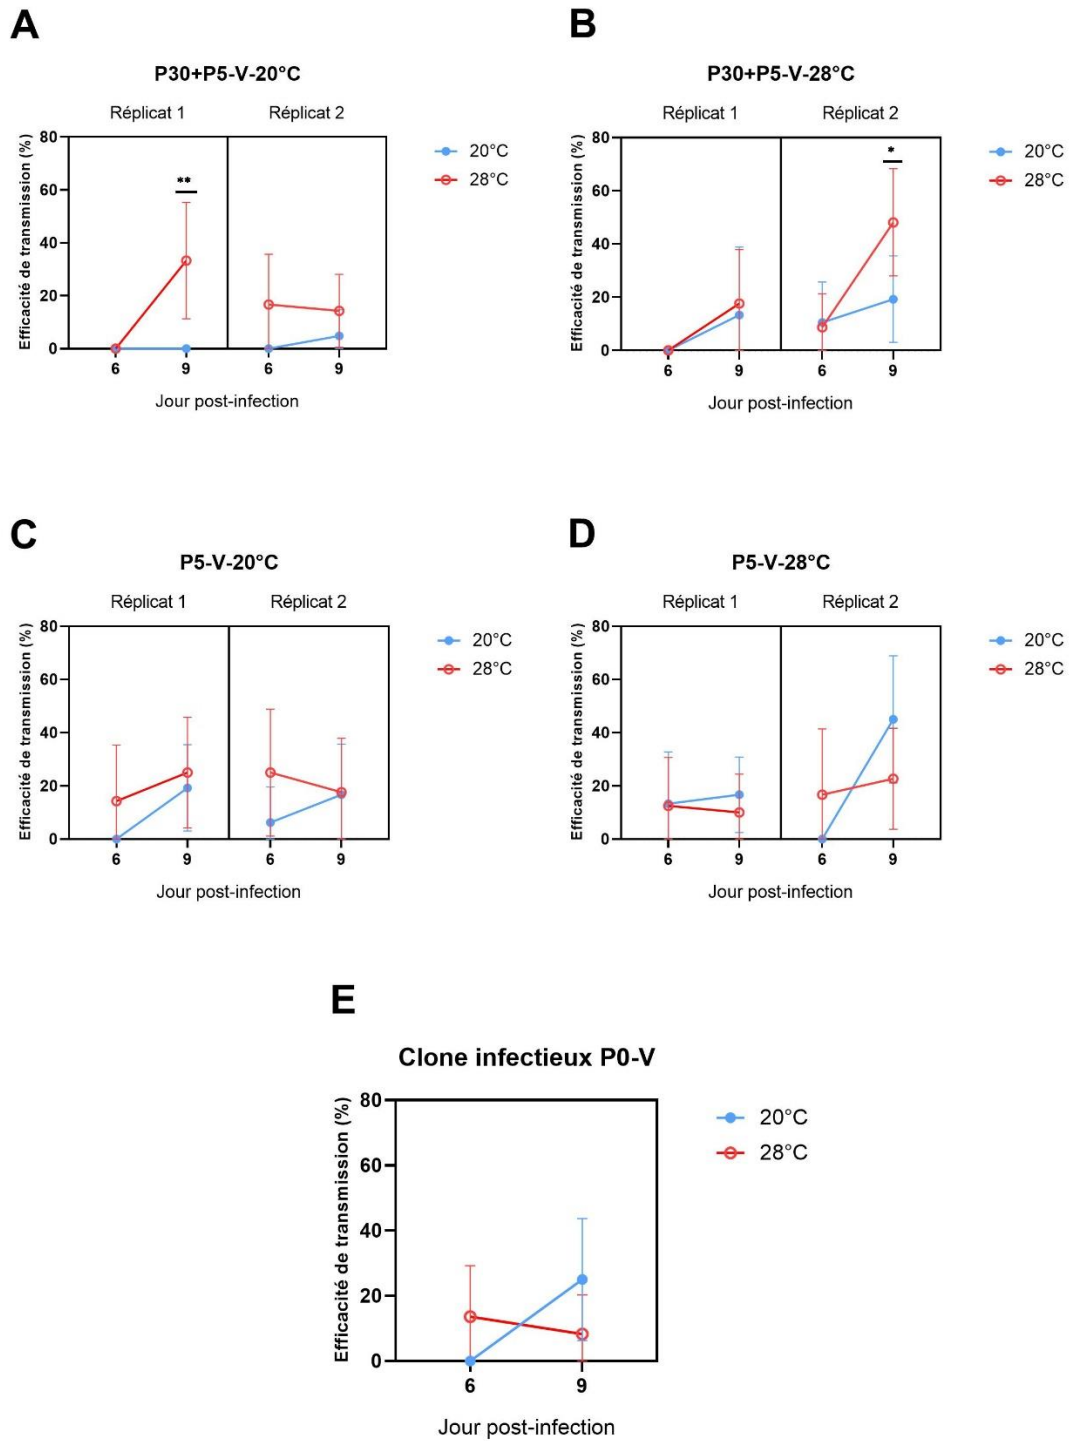 A
P30+P5-V-20°C
Réplicat 1
Réplicat 2
Efficacité de transmission (%)
80
60
40
20
0
**
6
9
6
9
Jour post-infection
20°C
28°C
B
P30+P5-V-28°C
Réplicat 1
Réplicat 2
Efficacité de transmission (%)
80
60
40
20
0
*
6
9
6
9
Jour post-infection
20°C
28°C
C
P5-V-20°C
Réplicat 1
Réplicat 2
Efficacité de transmission (%)
80
60
40
20
0
6
9
6
9
Jour post-infection
20°C
28°C
D
P5-V-28°C
Réplicat 1
Réplicat 2
Efficacité de transmission (%)
80
60
40
20
0
6
9
6
9
Jour post-infection
20°C
28°C
E
Clone infectieux P0-V
Efficacité de transmission (%)
80
60
40
20
0
6
9
Jour post-infection
20°C
28°C